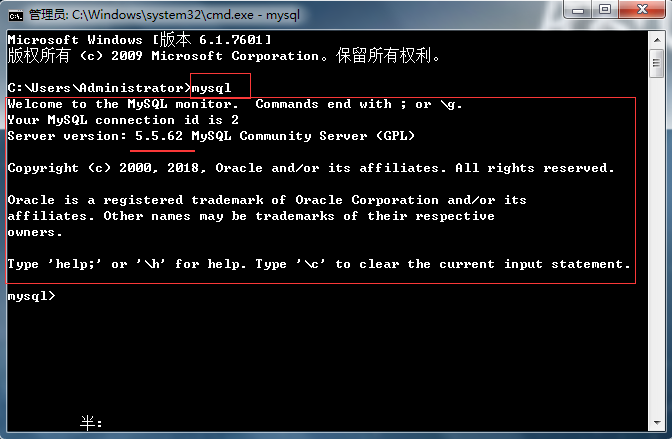 管理员: C:\Windows\system32\cmd.exe - mysql
Microsoft Windows [版本 6.1.7601]
版权所有 (c) 2009 Microsoft Corporation。保留所有权利。
C:\Users\Administrator>mysql
Welcome to the MySQL monitor.  Commands end with ; or \g.
Your MySQL connection id is 2
Server version: 5.5.62 MySQL Community Server (GPL)
Copyright (c) 2000, 2018, Oracle and/or its affiliates. All rights reserved.
Oracle is a registered trademark of Oracle Corporation and/or its
affiliates. Other names may be trademarks of their respective
owners.
Type 'help;' or '\h' for help. Type '\c' to clear the current input statement.
mysql>
半: